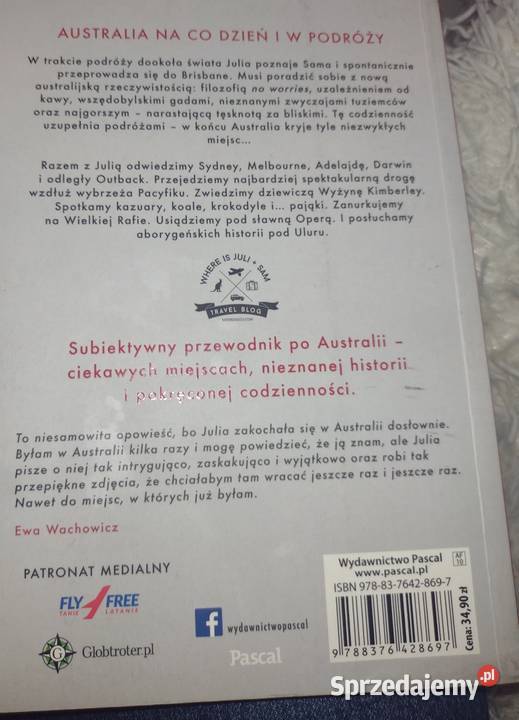 AUSTRALIA NA CO DZIEŃ I W PODRÓŻY
W trakcie podróży dookoła świata Julia poznaje Sama i spontanicznie
przeprowadza się do Brisbane. Musi poradzić sobie z nową
australijską rzeczywistością: filozofią no worries, uzależnieniem od
kawy, wszędobylskimi gadami, nieznanymi zwyczajami tuziemców
oraz najgorszym – narastającą tęsknotą za bliskimi. Tę codzienność
uzupełnia podróżami – w końcu Australia kryje tyle niezwykłych
miejsc...
Razem z Julią odwiedzimy Sydney, Melbourne, Adelajdę, Darwin
i odległy Outback. Przejedziemy najbardziej spektakularną drogę
wzdłuż wybrzeża Pacyfiku. Zwiedzimy dziewiczą Wyżynę Kimberley.
Spotkamy kazuary, koale, krokodyle i... pająki. Zanurkujemy
na Wielkiej Rafie. Usiądziemy pod sławną Operą. I posłuchamy
aborygeńskich historii pod Uluru.
WHERE IS JULI + SAM
TRAVEL BLOG
Subiektywny przewodnik po Australii –
ciekawych miejscach, nieznanej historii
i pokręconej codzienności.
To niesamowita opowieść, bo Julia zakochała się w Australii dosłownie.
Byłam w Australii kilka razy i mogę powiedzieć, że ją znam, ale Julia
pisze o niej tak intrygująco, zaskakująco i wyjątkowo oraz robi tak
przepiękne zdjęcia, że chciałabym tam wracać jeszcze raz i jeszcze raz.
Nawet do miejsc, w których już byłam.
Ewa Wachowicz
PATRONAT MEDIALNY
FLY4FREE
TANIE LATANIE
G Globtroter.pl
f wydawnictwopascal
Pascal
Wydawnictwo Pascal
www.pascal.pl
AF
10
ISBN 978-83-7642-869-7
9 788376 428697
Cena: 34,90 zł
Sprzedajemy.pl